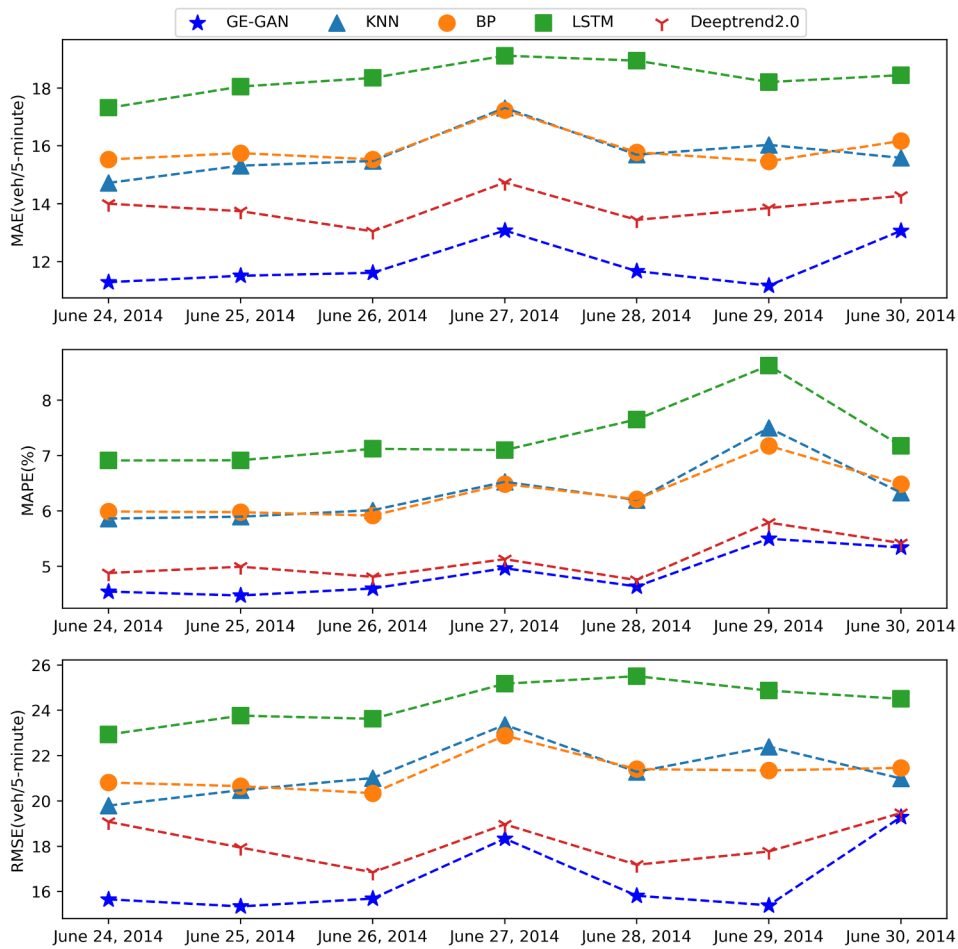 GE-GAN KNN BP LSTM Deeptrend2.0
MAE(veh/5-minute)
18
16
14
12
June 24, 2014 June 25, 2014 June 26, 2014 June 27, 2014 June 28, 2014 June 29, 2014 June 30, 2014
MAPE(%)
8
7
6
5
June 24, 2014 June 25, 2014 June 26, 2014 June 27, 2014 June 28, 2014 June 29, 2014 June 30, 2014
RMSE(veh/5-minute)
26
24
22
20
18
16
June 24, 2014 June 25, 2014 June 26, 2014 June 27, 2014 June 28, 2014 June 29, 2014 June 30, 2014